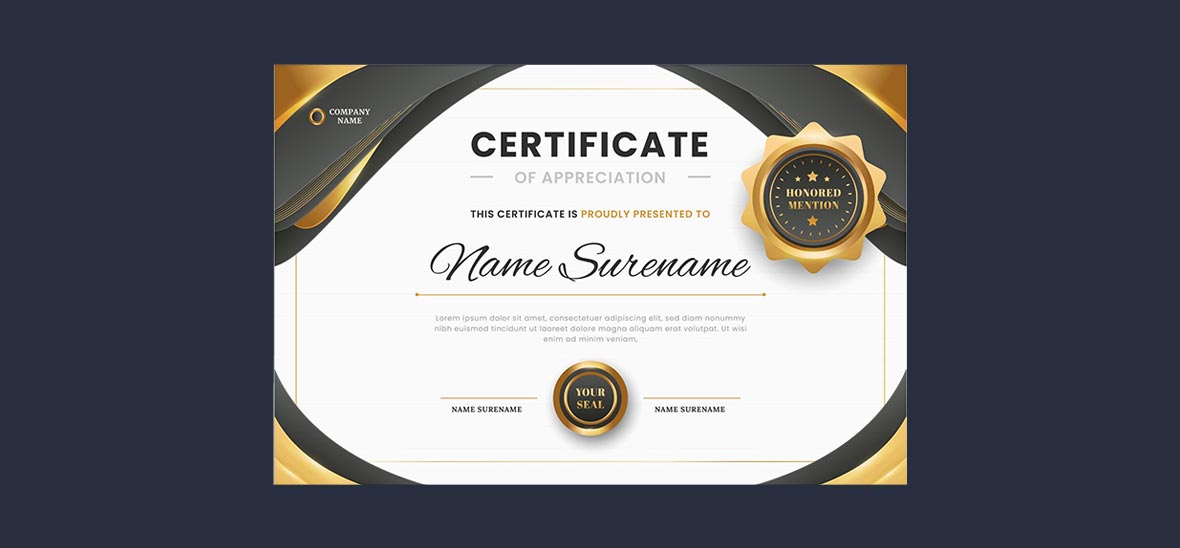 COMPANY
NAME
CERTIFICATE
OF APPRECIATION
HONORED
MENTION
THIS CERTIFICATE IS PROUDLY PRESENTED TO
Name Surename
Lorem ipsum dolor sit amet, consectetuer adipiscing elit, sed diam nonummy
nibh euismod tincidunt ut laoreet dolore magna aliquam erat volutpat. Ut wisi
enim ad minim veniam,
YOUR
SEAL
NAME SURENAME
NAME SURENAME